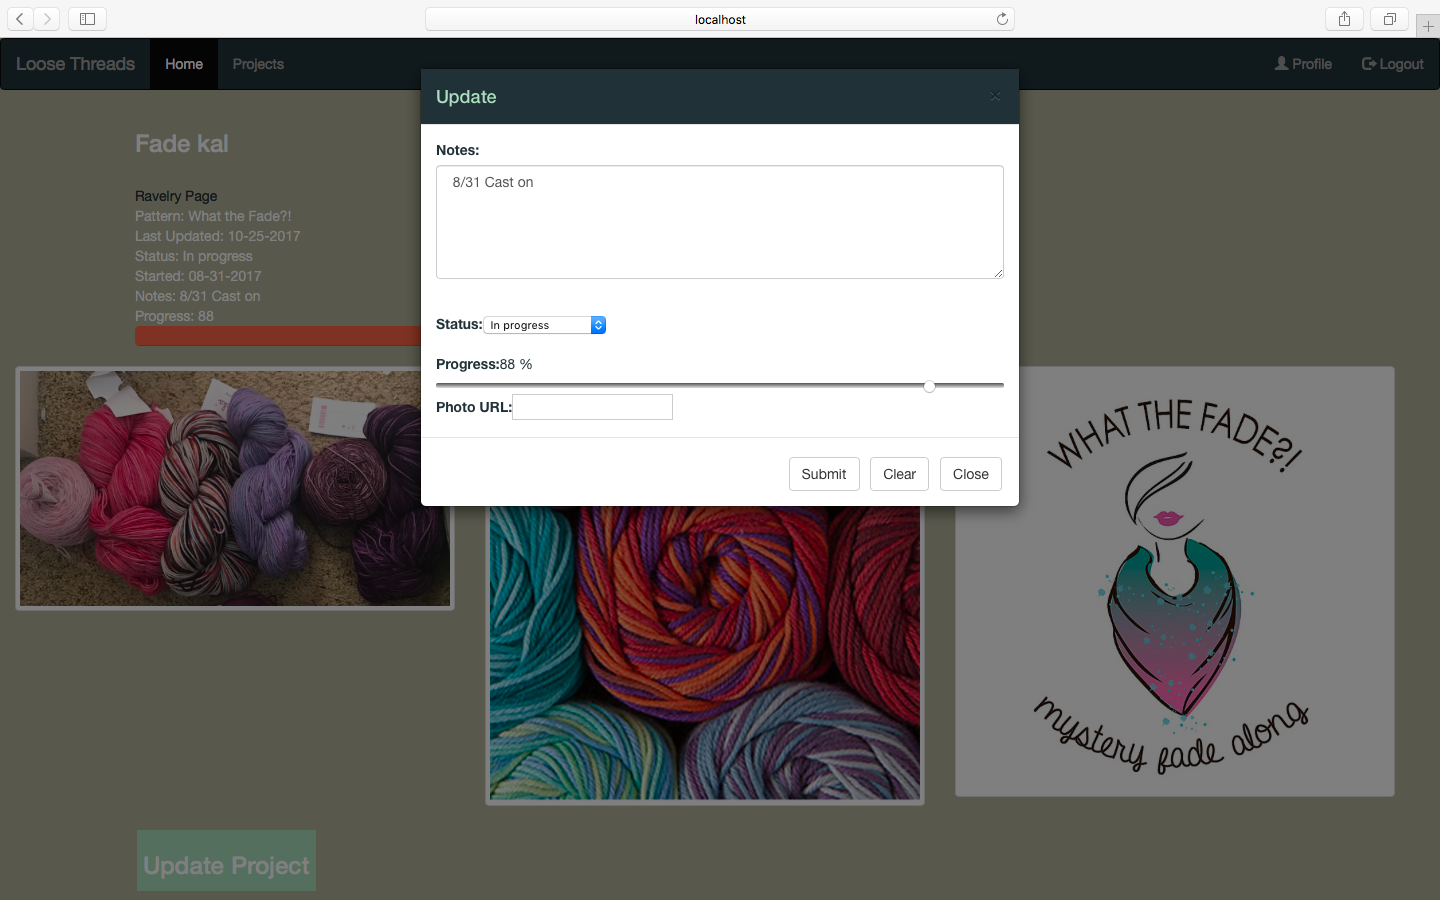 localhost
Loose Threads
Home
Projects
Profile
Logout
Update
×
Notes:
8/31 Cast on
Status: In progress
Progress:88 %
Photo URL:
Submit
Clear
Close
Fade kal
Ravelry Page
Pattern: What the Fade?!
Last Updated: 10-25-2017
Status: In progress
Started: 08-31-2017
Notes: 8/31 Cast on
Progress: 88
WHAT THE FADE?!
mystery fade along
Update Project